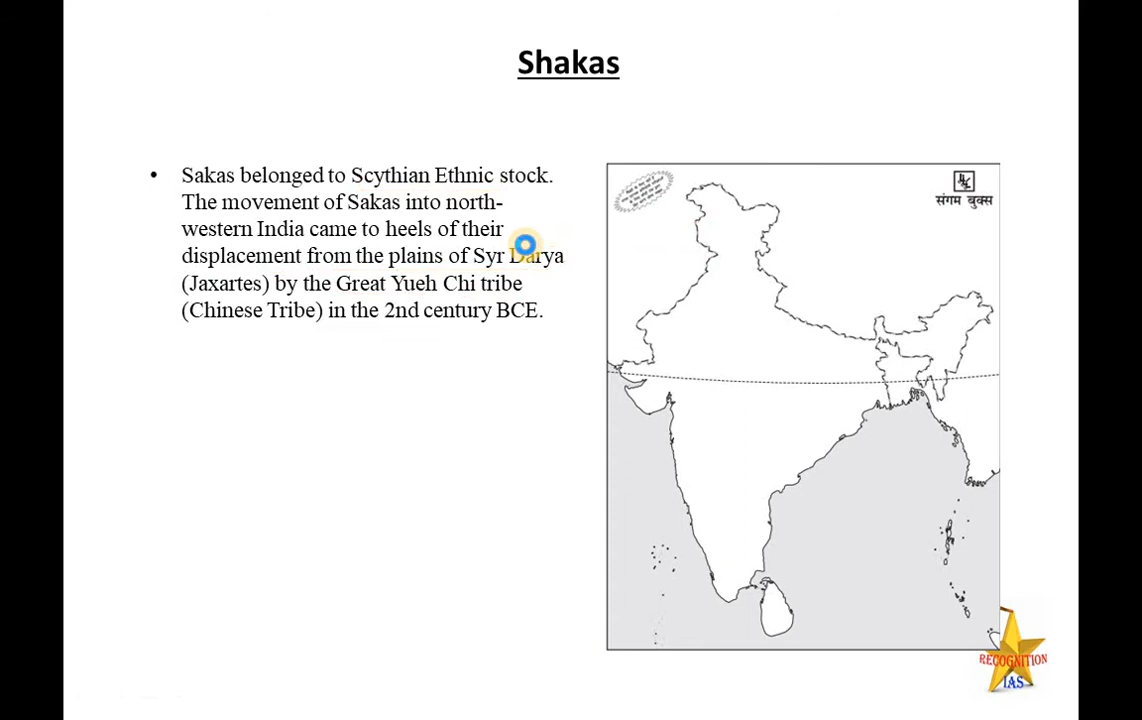 Shakas
• Sakas belonged to Scythian Ethnic stock.
The movement of Sakas into north-
western India came to heels of their
displacement from the plains of Syr Darya
(Jaxartes) by the Great Yueh Chi tribe
(Chinese Tribe) in the 2nd century BCE.
संगम बुक्स
RECOGNITION
IAS